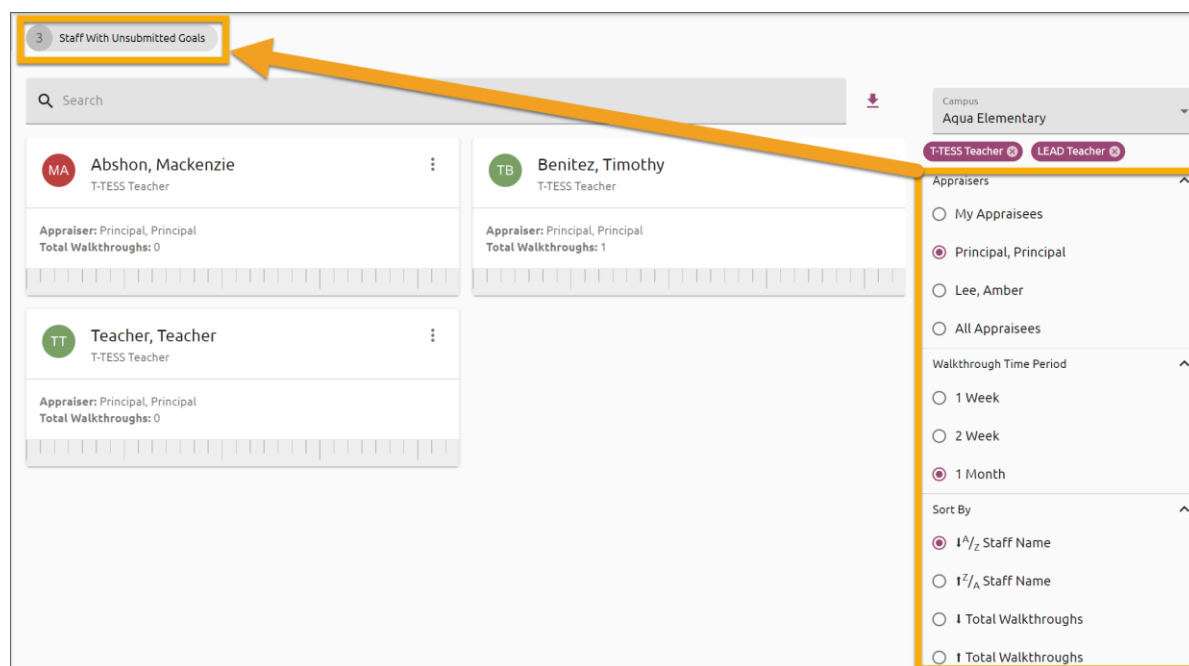 3 Staff With Unsubmitted Goals
Search
MA
Abshon, Mackenzie
T-TESS Teacher
Appraiser: Principal, Principal
Total Walkthroughs: 0
TB
Benitez, Timothy
T-TESS Teacher
Appraiser: Principal, Principal
Total Walkthroughs: 1
TT
Teacher, Teacher
T-TESS Teacher
Appraiser: Principal, Principal
Total Walkthroughs: 0
Campus
Aqua Elementary
T-TESS Teacher
LEAD Teacher
Appraisers
My Appraisees
Principal, Principal
Lee, Amber
All Appraisees
Walkthrough Time Period
1 Week
2 Week
1 Month
Sort By
⬇A/Z Staff Name
⬆Z/A Staff Name
⬇ Total Walkthroughs
⬆ Total Walkthroughs